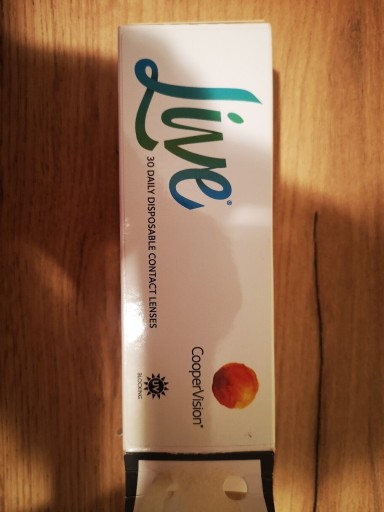 Live®
30 DAILY DISPOSABLE CONTACT LENSES
CooperVision®
UV
BLOCKING